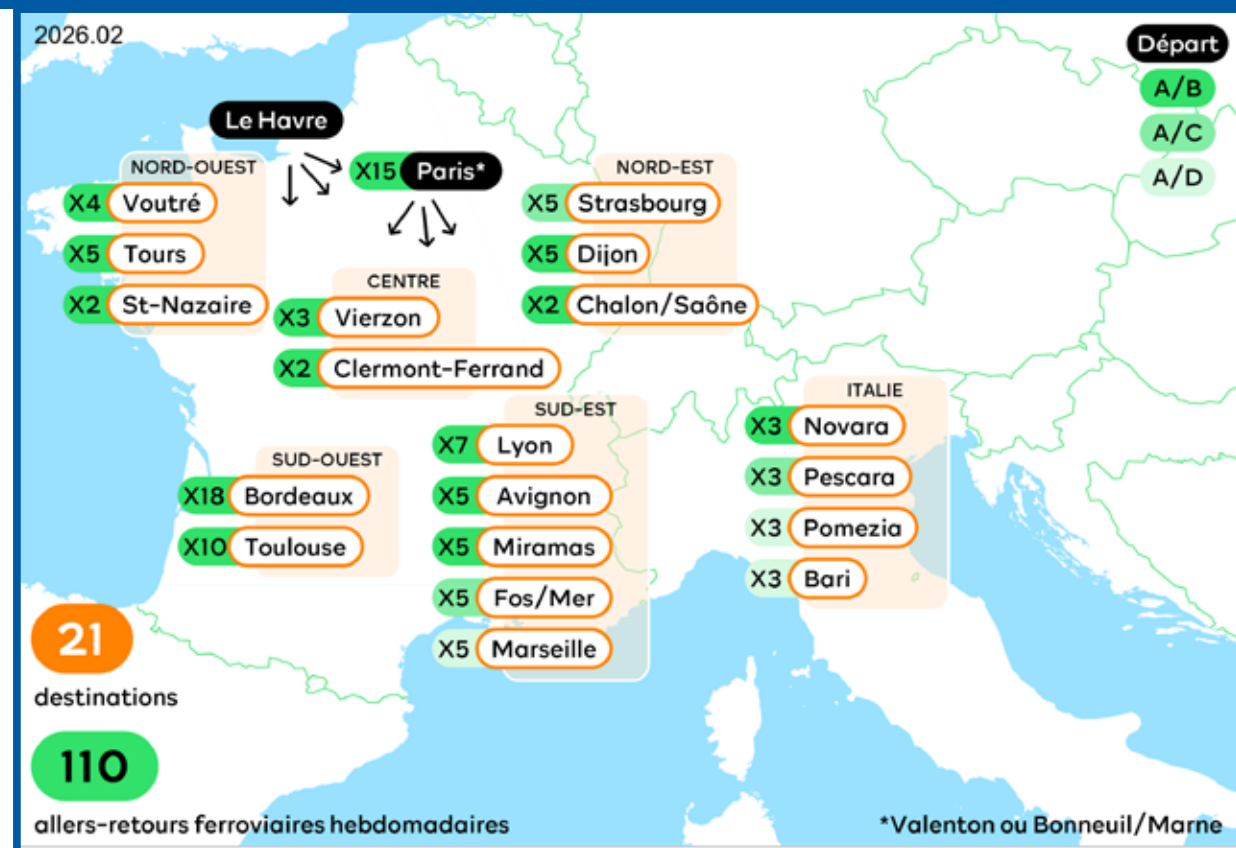 2026.02
Départ
A/B
A/C
A/D
Le Havre
X15 Paris*
NORD-OUEST
X4 Voutré
X5 Tours
X2 St-Nazaire
NORD-EST
X5 Strasbourg
X5 Dijon
X2 Chalon/Saône
CENTRE
X3 Vierzon
X2 Clermont-Ferrand
SUD-OUEST
X18 Bordeaux
X10 Toulouse
SUD-EST
X7 Lyon
X5 Avignon
X5 Miramas
X5 Fos/Mer
X5 Marseille
ITALIE
X3 Novara
X3 Pescara
X3 Pomezia
X3 Bari
21
destinations
110
allers-retours ferroviaires hebdomadaires
*Valenton ou Bonneuil/Marne